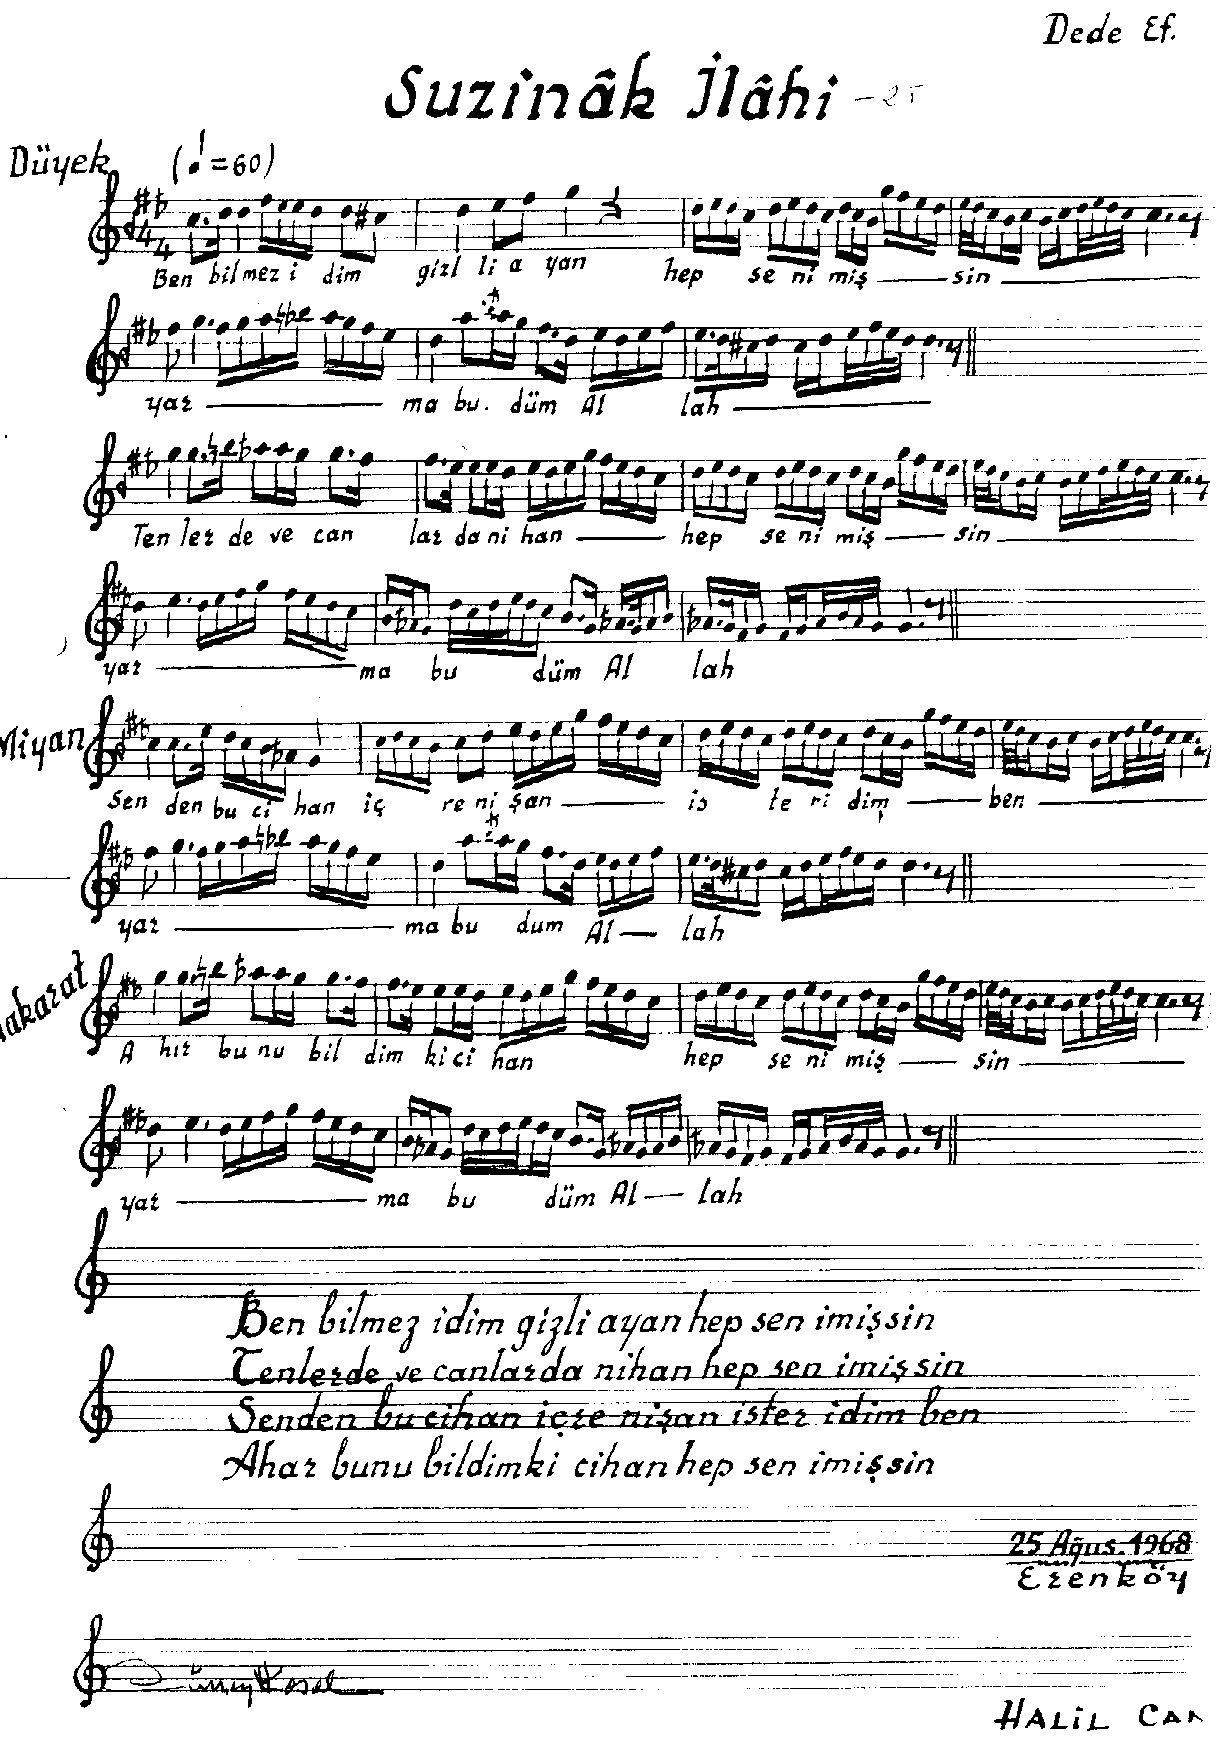 Dede Ef.
Suzinâk İlâhi - 25
Düyek (♩=60)
Ben bilmez i dim gizl li a yan hep se ni miş sin
yar ma bu. düm Al lah
Ten ler de ve can lar da ni han hep se ni miş sin
yar ma bu düm Al lah
Miyan
Sen den bu ci han iç re ni şan is te ri dim ben
yar ma bu dum Al lah
A hır bu nu bil dim ki ci han hep se ni miş sin
yar ma bu düm Al lah
Ben bilmez idim gizli ayan hep sen imişsin
Tenlerde ve canlarda nihan hep sen imişsin
Senden bu cihan içre nişan ister idim ben
Ahar bunu bildimki cihan hep sen imişsin
25 Ağus. 1968
Erenköy
HALİL CAN